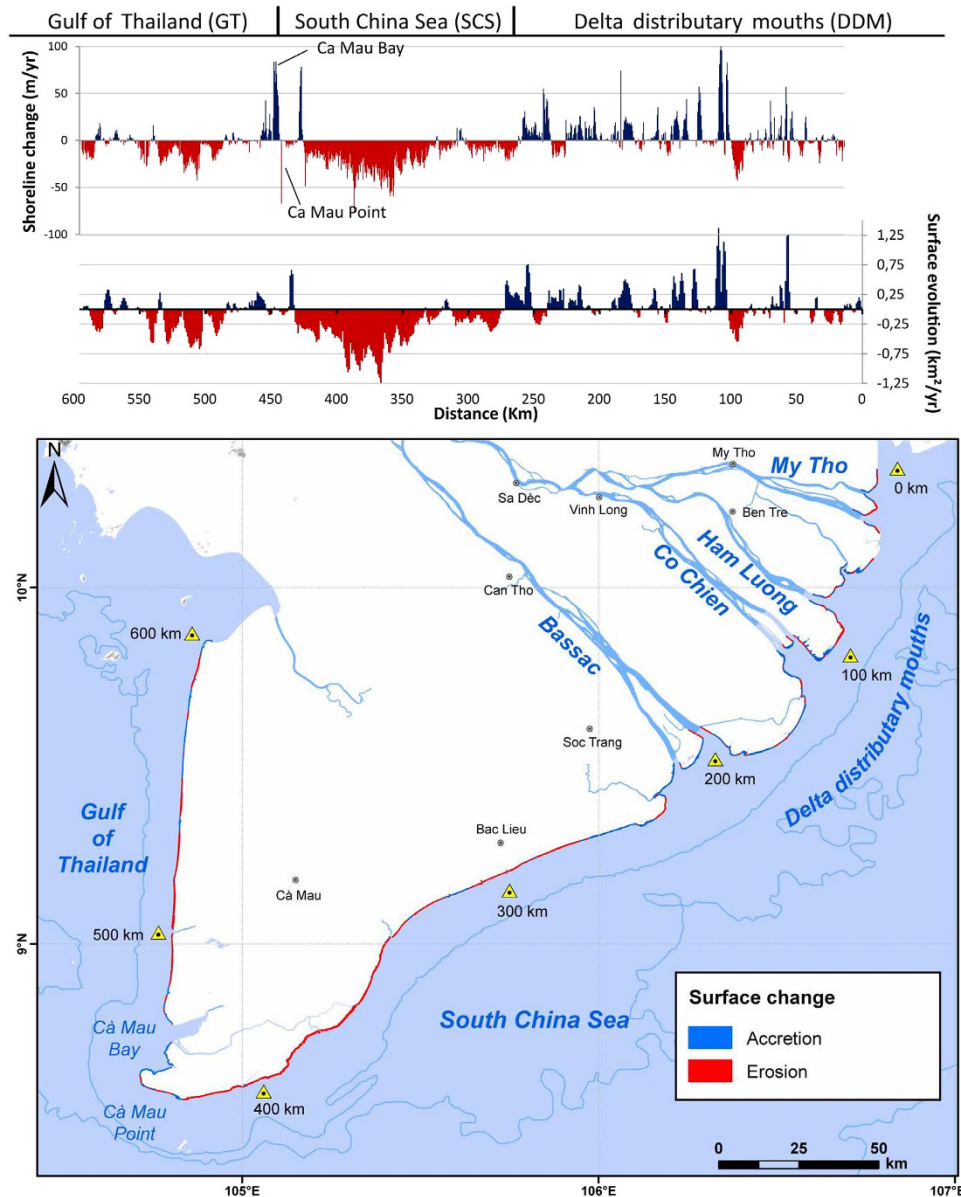 Gulf of Thailand (GT)
South China Sea (SCS)
Delta distributary mouths (DDM)
Shoreline change (m/yr)
100
50
0
-50
-100
Ca Mau Bay
Ca Mau Point
Surface evolution (km²/yr)
1,25
0,75
0,25
-0,25
-0,75
-1,25
600 550 500 450 400 350 300 250 200 150 100 50 0
Distance (Km)
N
My Tho
My Tho
0 km
Sa Dèc
Vinh Long
Ben Tre
Ham Luong
Co Chien
Can Tho
10°N
Bassac
600 km
100 km
Soc Trang
200 km
Delta distributary mouths
Gulf
of
Thailand
Bac Lieu
Cà Mau
300 km
500 km
9°N
South China Sea
Cà Mau
Bay
Cà Mau
Point
400 km
Surface change
Accretion
Erosion
0 25 50
km
105°E
106°E
107°E